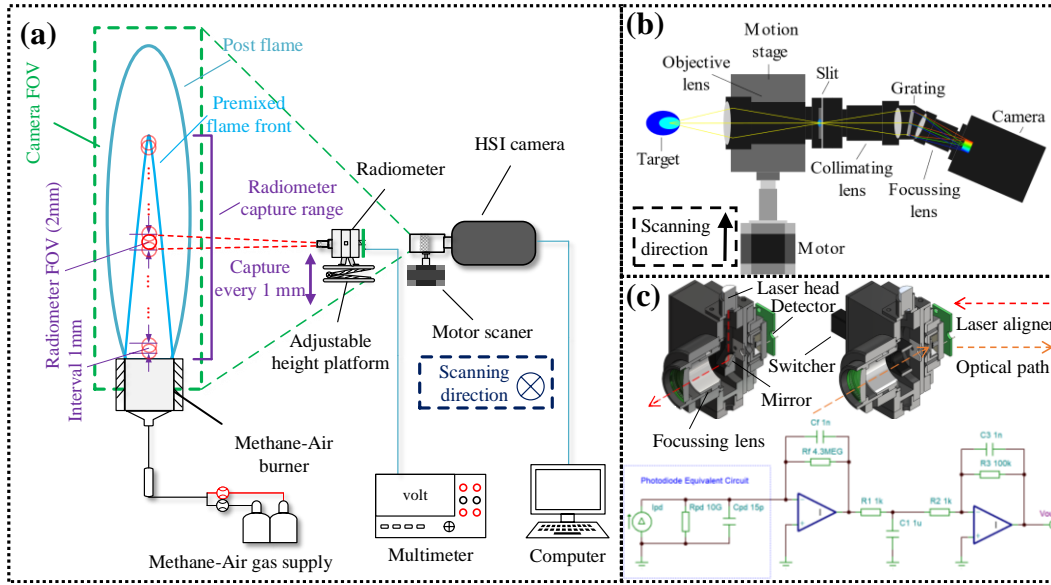 (a)
Camera FOV
Post flame
Premixed
flame front
Radiometer
capture range
Radiometer FOV (2mm)
Interval 1mm
Radiometer
HSI camera
Capture
every 1 mm
Adjustable
height platform
Motor scaner
Scanning
direction
Methane-Air
burner
Methane-Air gas supply
volt
Multimeter
Computer
(b)
Motion
stage
Objective
lens
Slit
Grating
Camera
Target
Collimating
lens
Focussing
lens
Scanning
direction
Motor
(c)
Laser head
Detector
Laser aligner
Switcher
Optical path
Mirror
Focussing lens
Photodiode Equivalent Circuit
Ipd
Rpd 10G
Cpd 15p
Cf 1n
Rf 4.3MEG
R1 1k
C1 1u
R2 1k
C3 1n
R3 100k